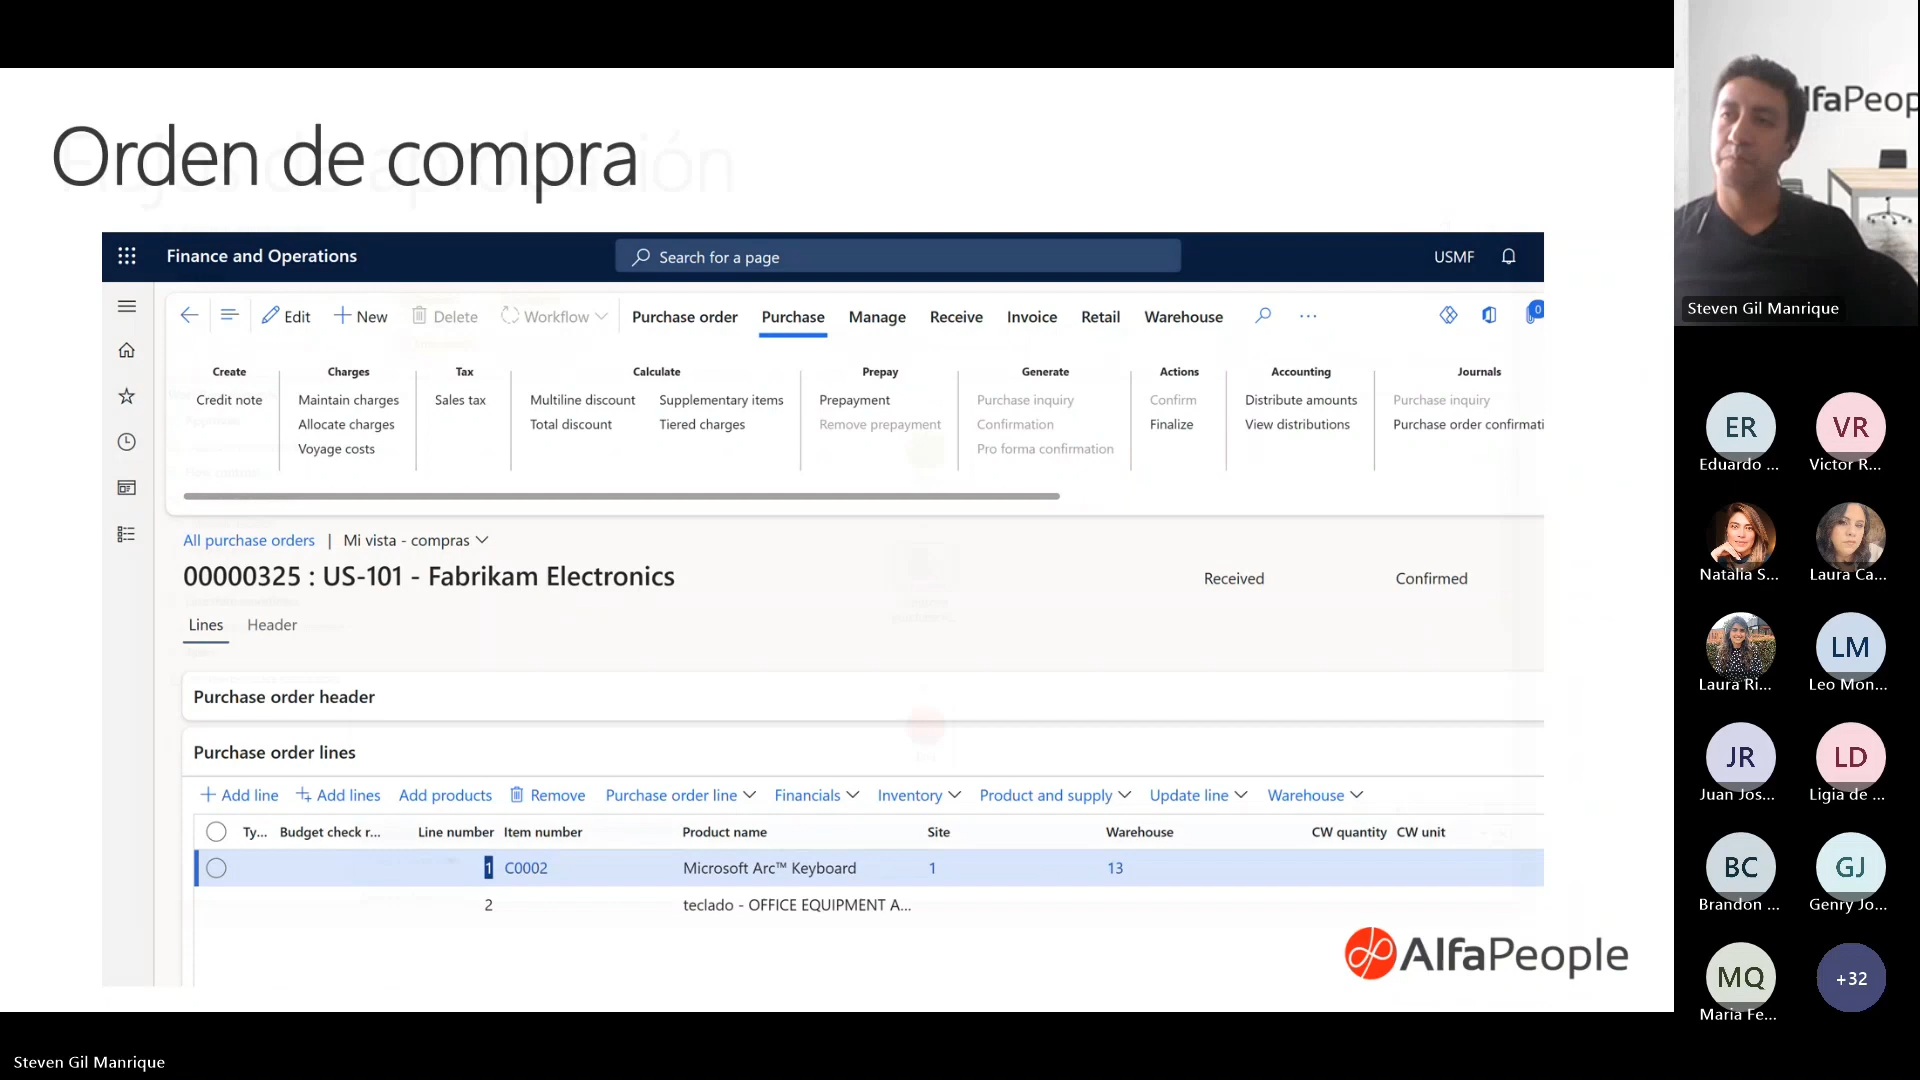 Orden de compra
Finance and Operations
Search for a page
USMF
Edit
New
Delete
Workflow
Purchase order
Purchase
Manage
Receive
Invoice
Retail
Warehouse
0
Create
Charges
Tax
Calculate
Prepay
Generate
Actions
Accounting
Journals
Credit note
Maintain charges
Sales tax
Multiline discount
Supplementary items
Prepayment
Purchase inquiry
Confirm
Distribute amounts
Purchase inquiry
Allocate charges
Total discount
Tiered charges
Remove prepayment
Confirmation
Finalize
View distributions
Purchase order confirmati
Voyage costs
Pro forma confirmation
All purchase orders | Mi vista - compras
00000325 : US-101 - Fabrikam Electronics
Received
Confirmed
Lines
Header
Purchase order header
Purchase order lines
Add line
Add lines
Add products
Remove
Purchase order line
Financials
Inventory
Product and supply
Update line
Warehouse
Ty...
Budget check r...
Line number
Item number
Product name
Site
Warehouse
CW quantity
CW unit
1
C0002
Microsoft Arc™ Keyboard
1
13
2
teclado - OFFICE EQUIPMENT A...
AlfaPeople
lfaPeop
Steven Gil Manrique
ER
Eduardo ...
VR
Victor R...
Natalia S...
Laura Ca...
Laura Ri...
LM
Leo Mon...
JR
Juan Jos...
LD
Ligia de ...
BC
Brandon ...
GJ
Genry Jo...
MQ
Maria Fe...
+32
Steven Gil Manrique